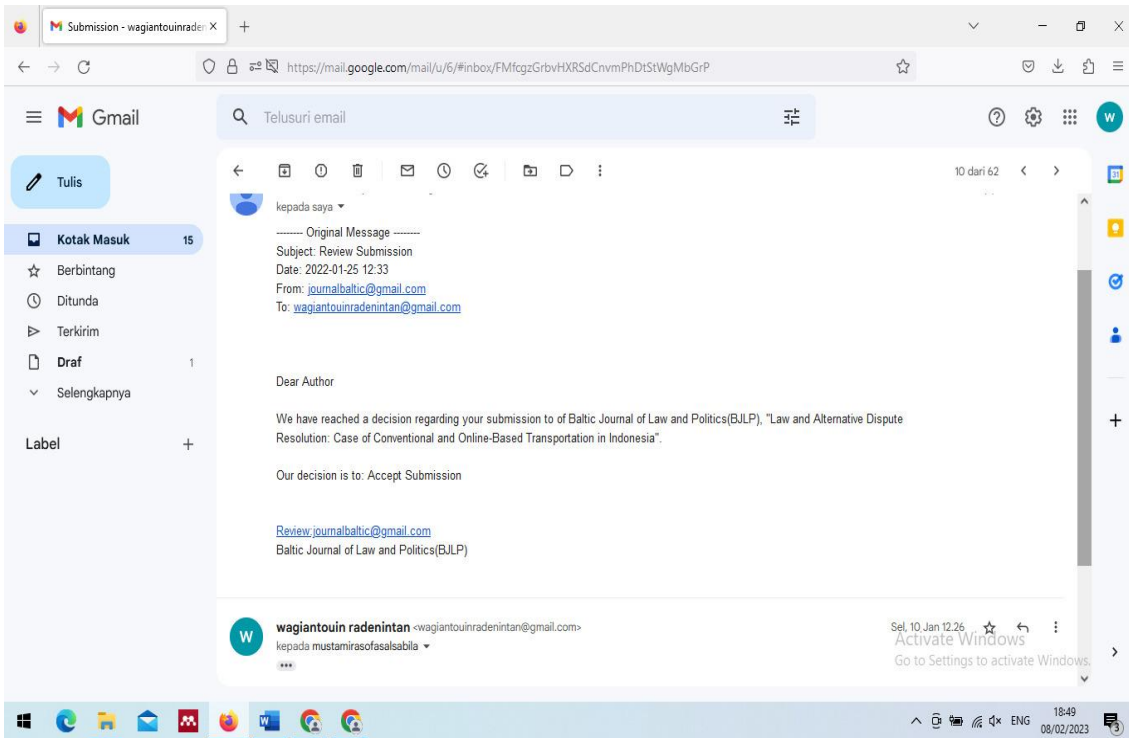 Submission - wagiantouinraden
https://mail.google.com/mail/u/6/#inbox/FMfcgzGrbvHXRSdCnvmPhDtStWgMbGrP
Gmail
Telusuri email
W
Tulis
10 dari 62
31
kepada saya
Kotak Masuk 15
-------- Original Message --------
Subject: Review Submission
Berbintang
Date: 2022-01-25 12:33
From: journalbaltic@gmail.com
Ditunda
To: wagiantouinradenintan@gmail.com
Terkirim
Draf 1
Selengkapnya
Dear Author
We have reached a decision regarding your submission to of Baltic Journal of Law and Politics(BJLP), "Law and Alternative Dispute
Resolution: Case of Conventional and Online-Based Transportation in Indonesia".
Label
Our decision is to: Accept Submission
Review:journalbaltic@gmail.com
Baltic Journal of Law and Politics(BJLP)
W
wagiantouin radenintan <wagiantouinradenintan@gmail.com>
Sel, 10 Jan 12.26
kepada mustamirasofasalsabila
Activate Windows
Go to Settings to activate Windows.
ENG
18:49
08/02/2023
3